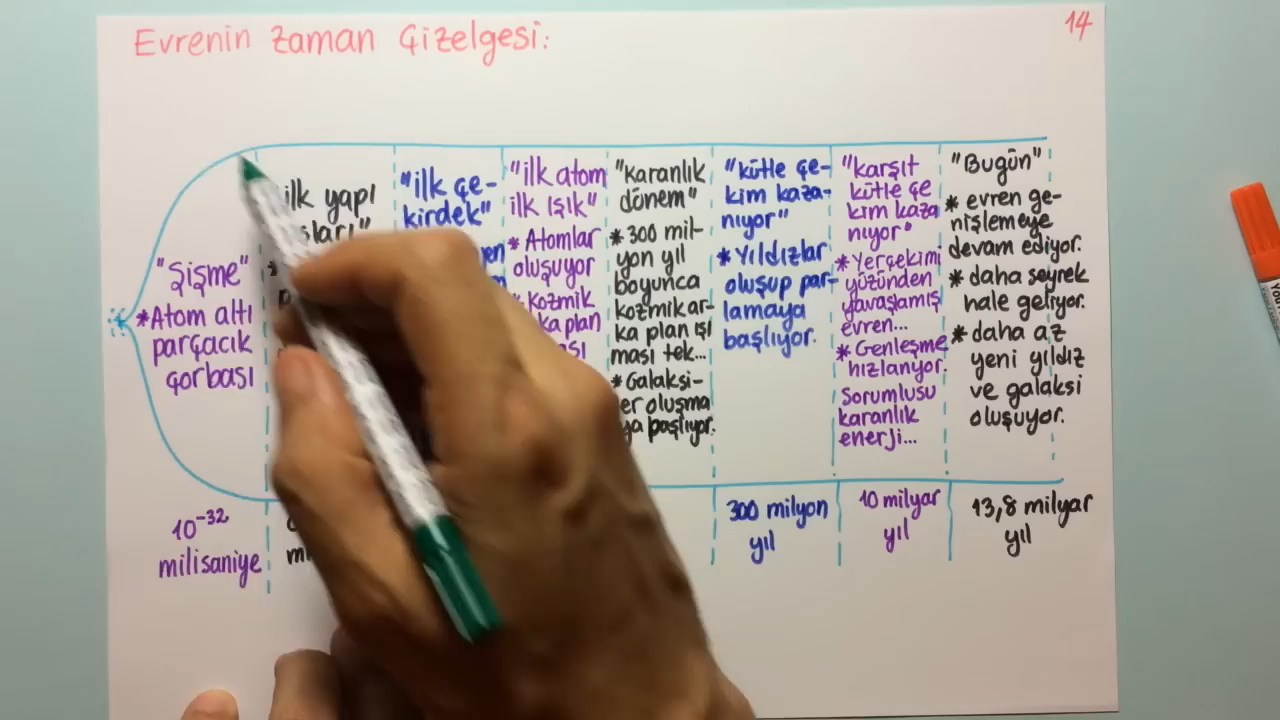 Evrenin Zaman Çizelgesi:
14
"Şişme"
*Atom altı
parçacık
çorbası
10⁻³² 
milisaniye
ilk yapı
"ilk çe-
kirdek"
"ilk atom
ilk ışık"
* Atomlar
oluşuyor
* Kozmik
plan
"Karanlık
dönem"
* 300 mil-
yon yıl
boyunca
kozmik ar-
ka plan ışı
ması tek...
* Galaksi-
er oluşma
ya başlıyor.
"kütle çe-
kim kaza-
nıyor"
* Yıldızlar
oluşup par-
lamaya
başlıyor.
300 milyon
yıl
"karşıt
kütle çe
kim kaza
nıyor"
* Yerçekimi
yüzünden
yavaşlamış
evren...
* Genleşme
hızlanıyor.
Sorumlusu
karanlık
enerji...
10 milyar
yıl
"Bugün"
* evren ge-
nişlemeye
devam ediyor.
* daha seyrek
hale geliyor.
* daha az
yeni yıldız
ve galaksi
oluşuyor.
13,8 milyar
yıl